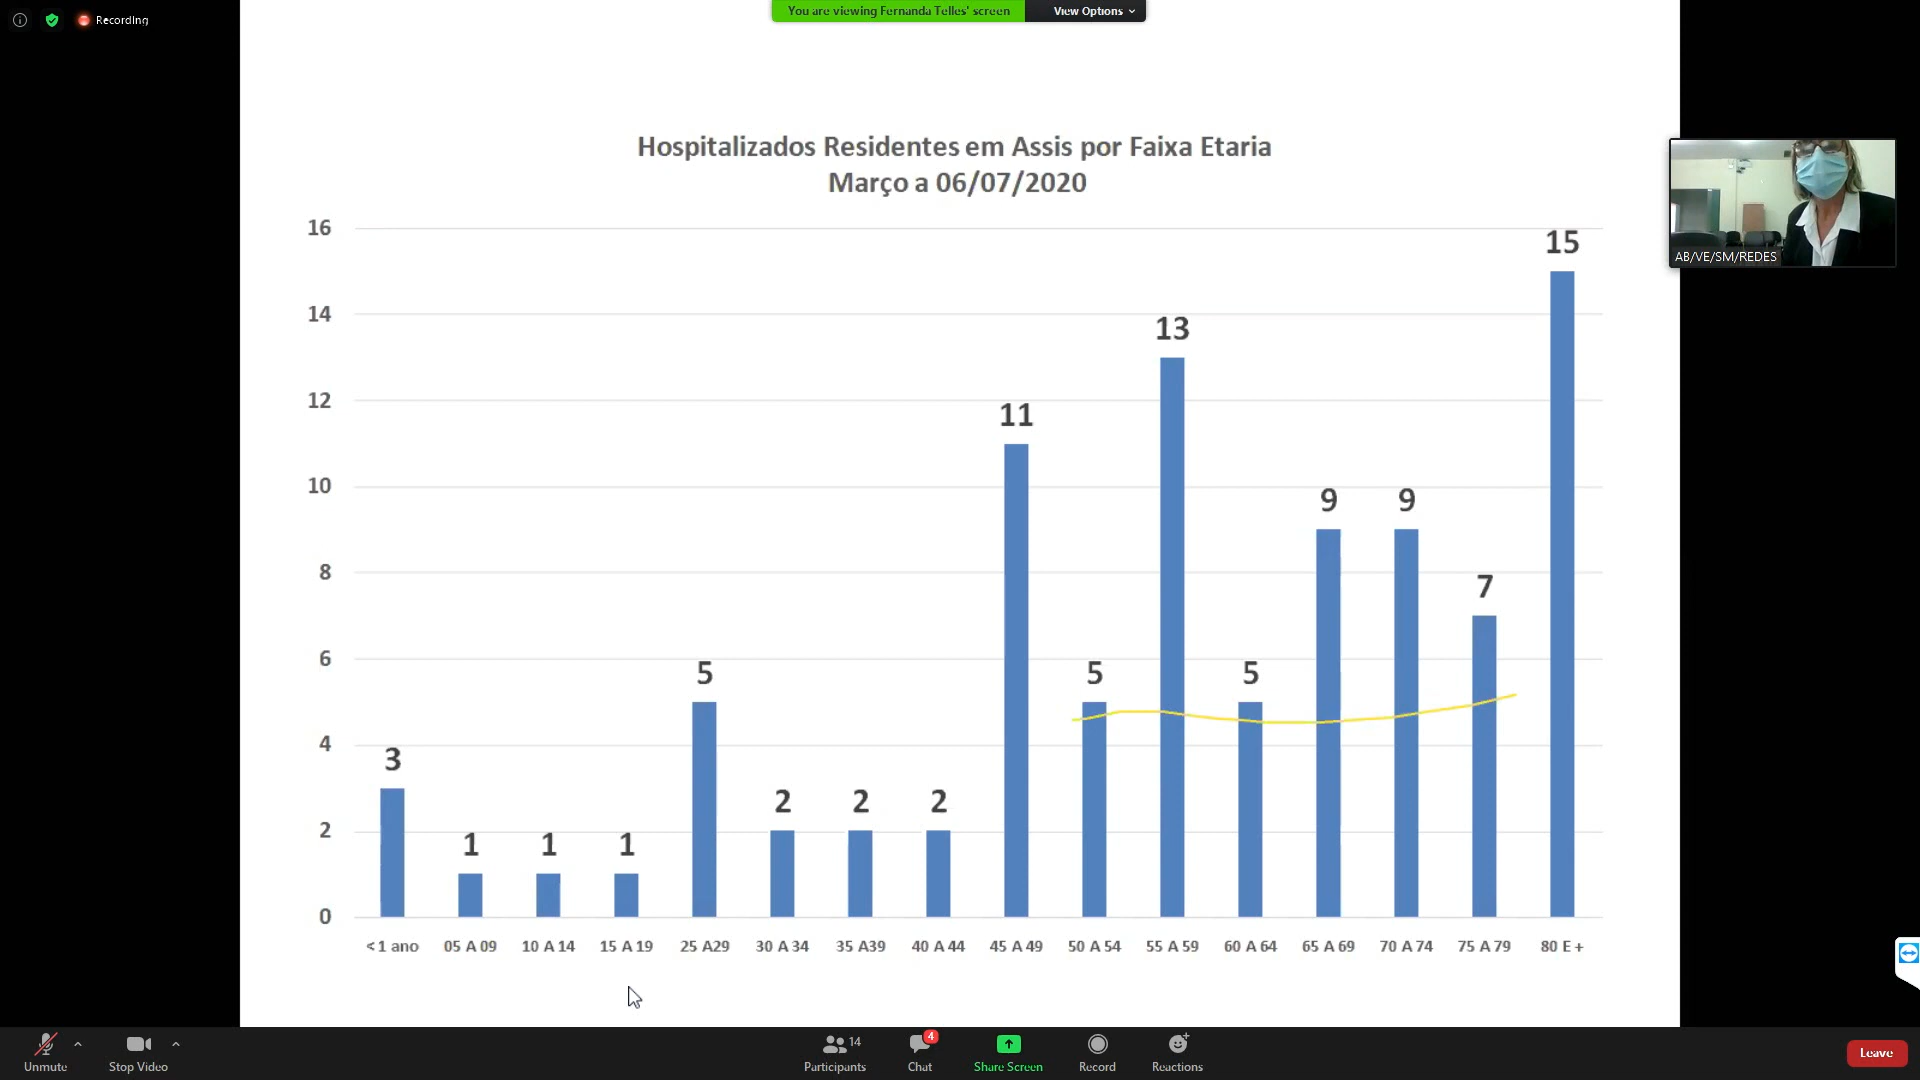 Recording
You are viewing Fernanda Telles' screen
View Options
Hospitalizados Residentes em Assis por Faixa Etaria
Março a 06/07/2020
16
14
12
10
8
6
4
2
0
3
1
1
1
5
2
2
2
11
5
13
5
9
9
7
15
< 1 ano
05 A 09
10 A 14
15 A 19
25 A29
30 A 34
35 A39
40 A 44
45 A 49
50 A 54
55 A 59
60 A 64
65 A 69
70 A 74
75 A 79
80 E +
AB/VE/SM/REDES
Unmute
Stop Video
14
Participants
4
Chat
Share Screen
Record
Reactions
Leave